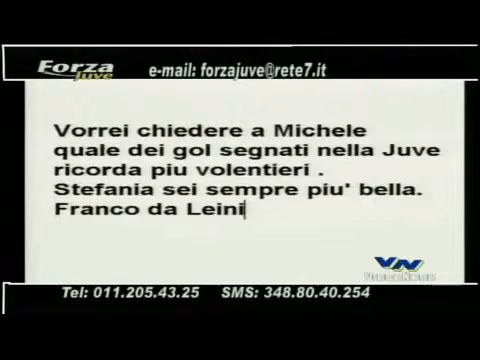 Forza
Juve
e-mail: forzajuve@rete7.it
Vorrei chiedere a Michele
quale dei gol segnati nella Juve
ricorda piu volentieri .
Stefania sei sempre piu' bella.
Franco da Leini
VN
Tel: 011.205.43.25 SMS: 348.80.40.254